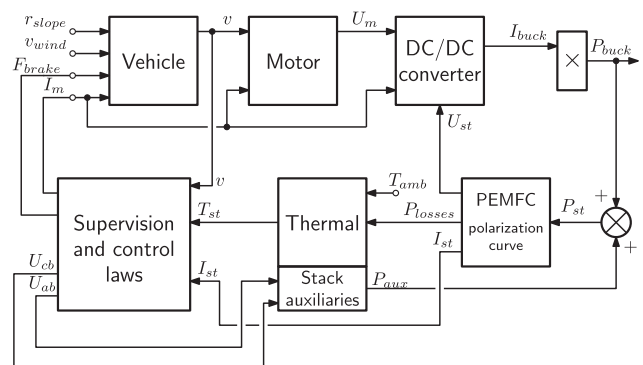 r_slope
v
U_m
I_buck
P_buck
v_wind
F_brake
Vehicle
Motor
DC/DC
converter
×
I_m
U_st
v
T_amb
PEMFC
polarization
curve
+
P_st
+
Supervision
and control
laws
T_st
Thermal
P_losses
I_st
U_cb
I_st
U_ab
Stack
auxiliaries
P_aux